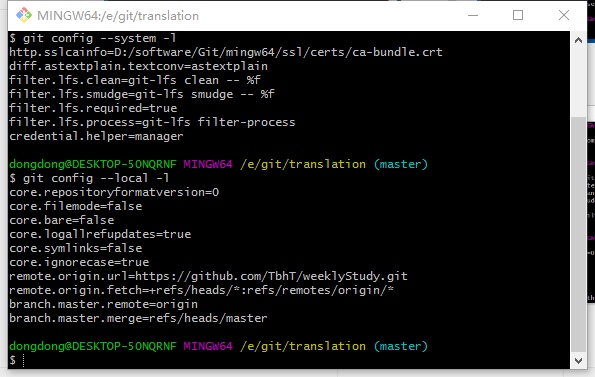 MINGW64:/e/git/translation
$ git config --system -l
http.sslcainfo=D:/software/Git/mingw64/ssl/certs/ca-bundle.crt
diff.astextplain.textconv=astextplain
filter.lfs.clean=git-lfs clean -- %f
filter.lfs.smudge=git-lfs smudge -- %f
filter.lfs.required=true
filter.lfs.process=git-lfs filter-process
credential.helper=manager
dongdong@DESKTOP-5ONQRNF MINGW64 /e/git/translation (master)
$ git config --local -l
core.repositoryformatversion=0
core.filemode=false
core.bare=false
core.logallrefupdates=true
core.symlinks=false
core.ignorecase=true
remote.origin.url=https://github.com/TbhT/weeklyStudy.git
remote.origin.fetch=+refs/heads/*:refs/remotes/origin/*
branch.master.remote=origin
branch.master.merge=refs/heads/master
dongdong@DESKTOP-5ONQRNF MINGW64 /e/git/translation (master)
$